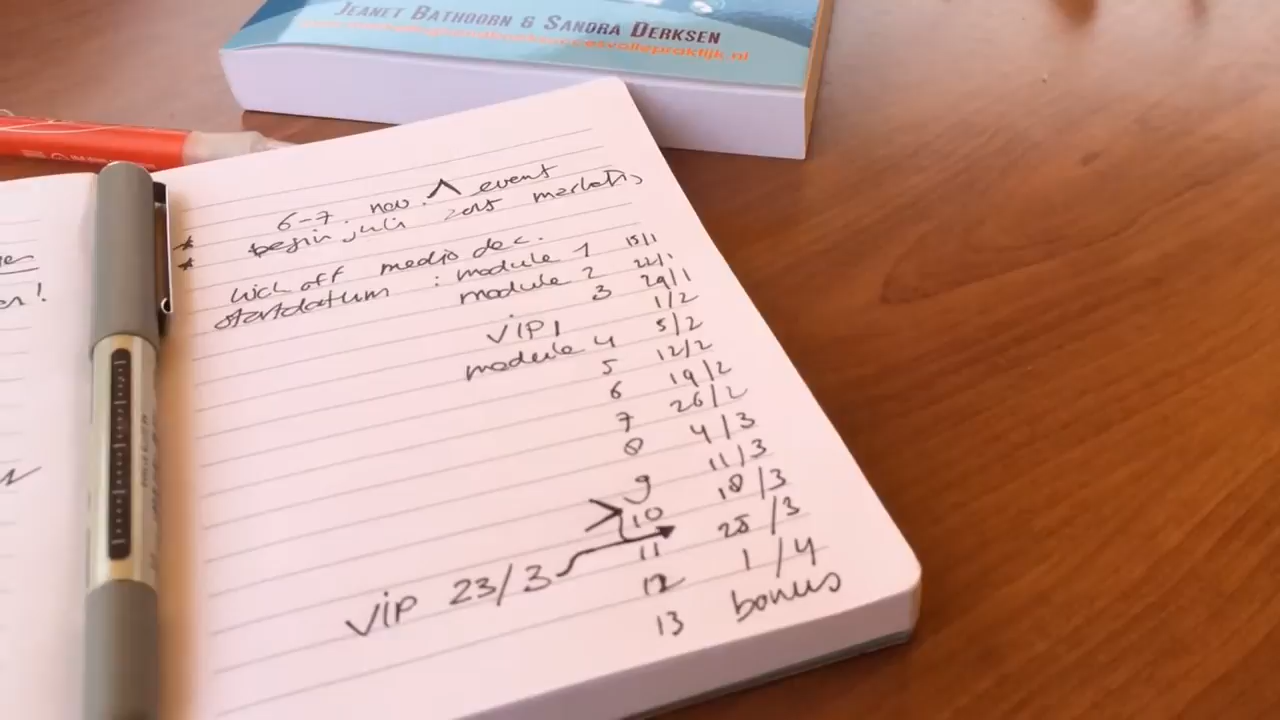 JEANET BATHOORN & SANDRA DERKSEN
6-7. nov. ^ event
* begin juli
* kick off medio dec.
startdatum : module 1 15/1
module 2 22/1
3 29/1
VIP 1 1/2
module 4 5/2
5 12/2
6 19/2
7 26/2
8 4/3
9 11/3
10 18/3
11 25/3
VIP 23/3
12 1/4
13 bonus